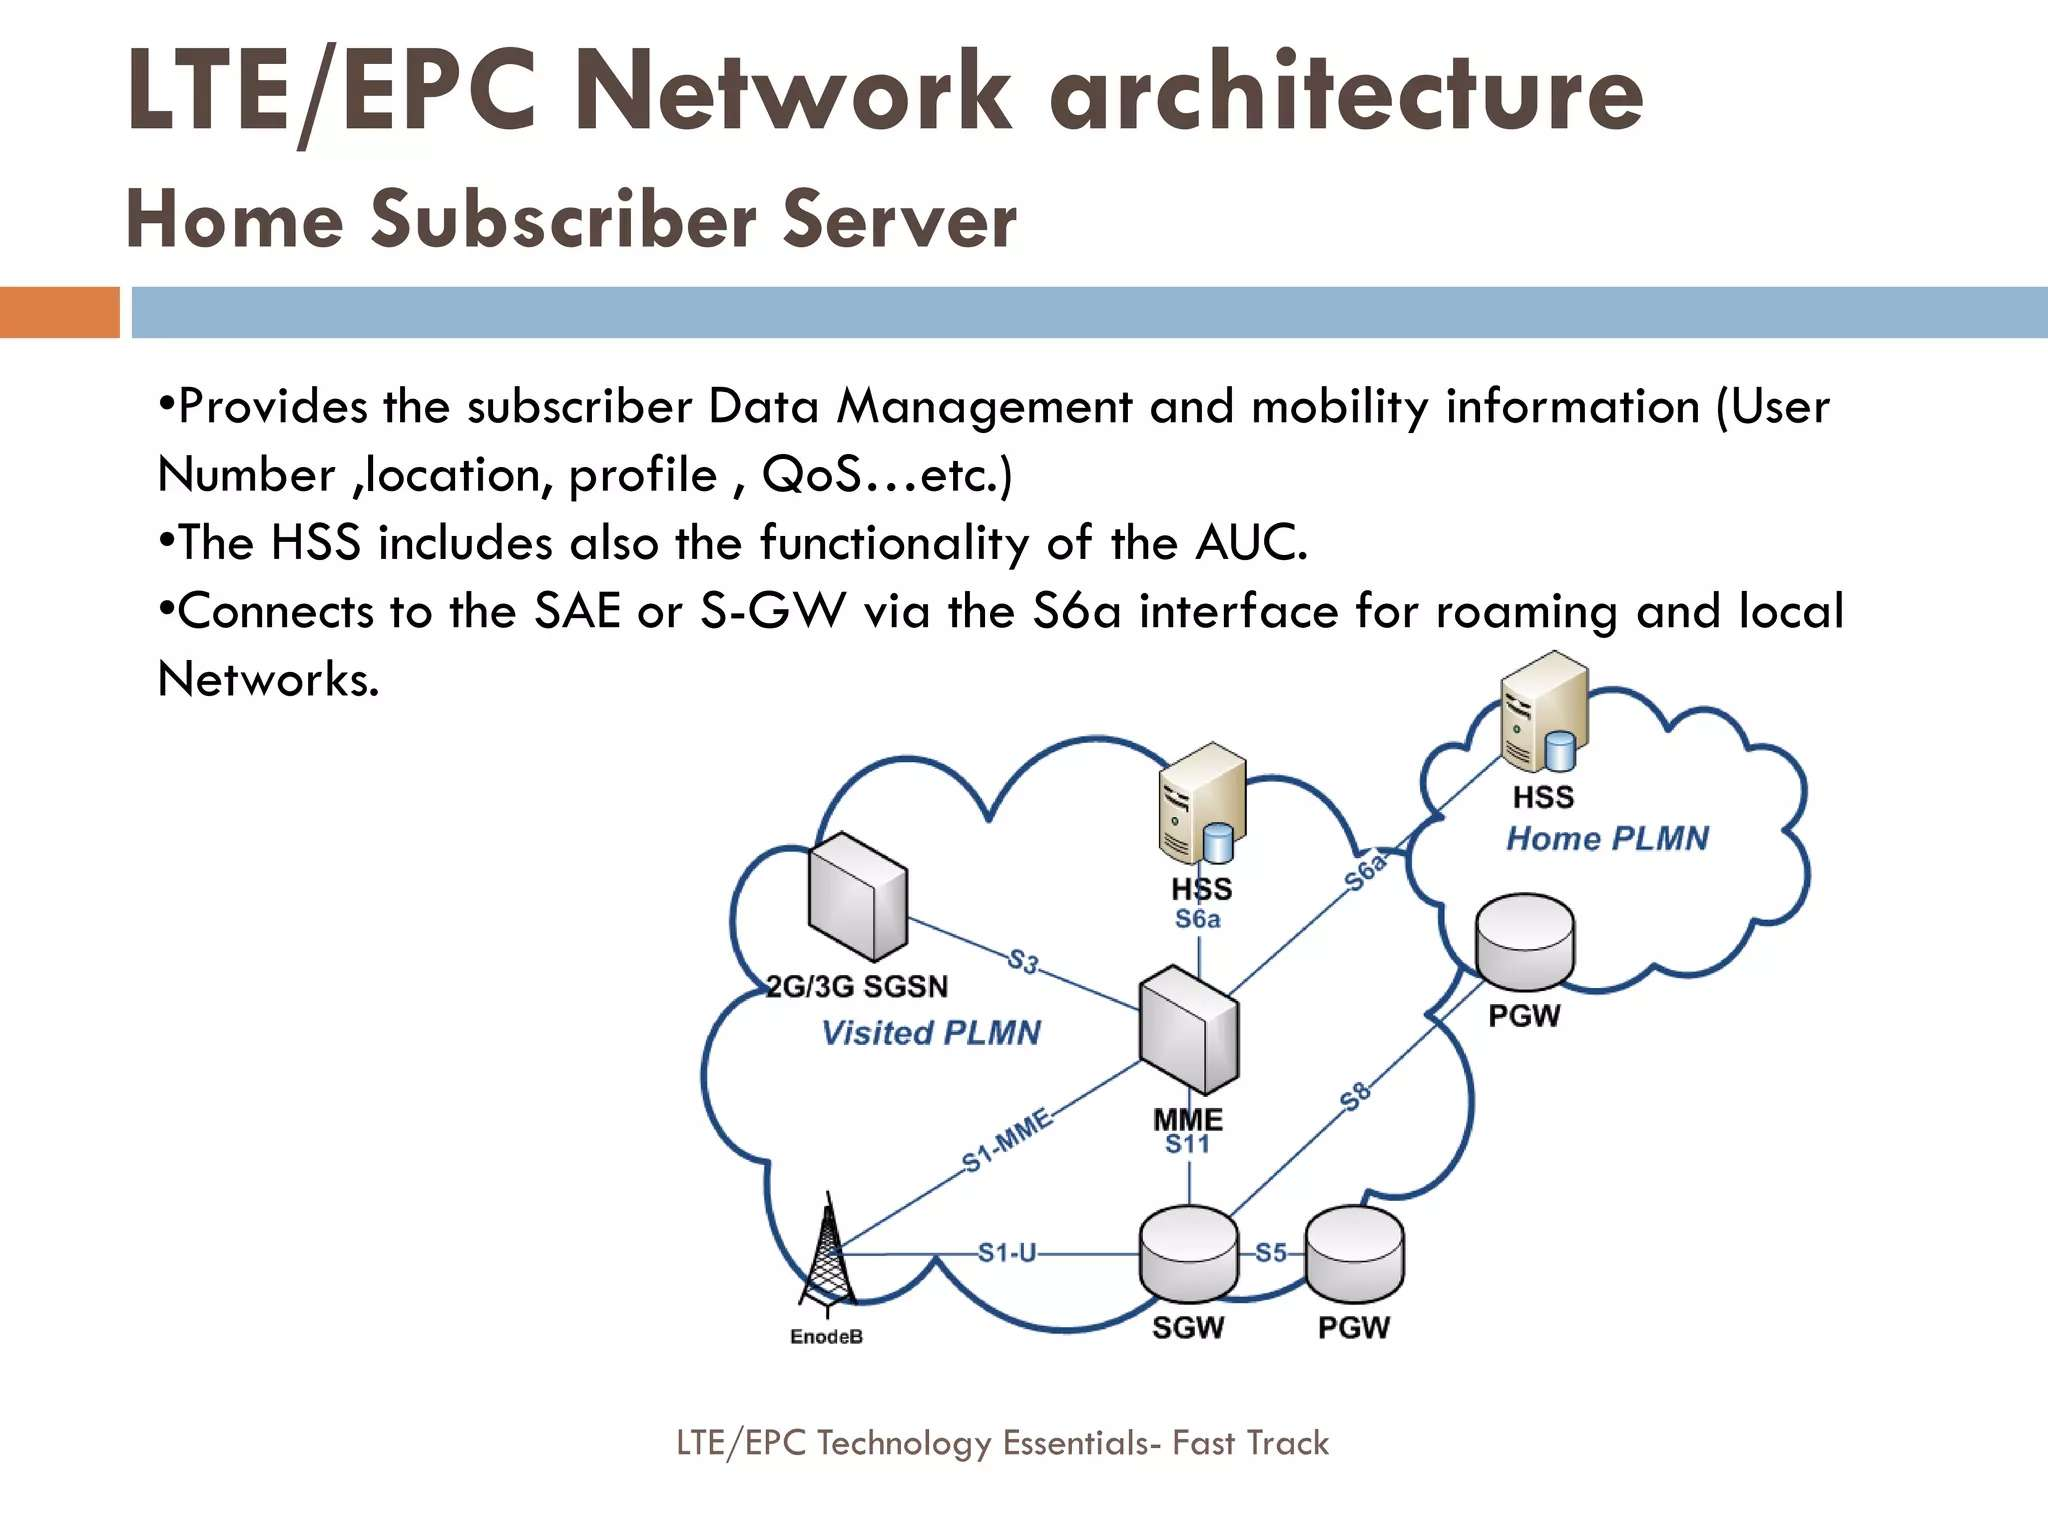 LTE/EPC Network architecture
Home Subscriber Server
•Provides the subscriber Data Management and mobility information (User
Number ,location, profile , QoS...etc.)
•The HSS includes also the functionality of the AUC.
•Connects to the SAE or S-GW via the S6a interface for roaming and local
Networks.
HSS
Home PLMN
S6a
HSS
S6a
S3
2G/3G SGSN
Visited PLMN
PGW
S8
MME
S11
S1-MME
S1-U
S5
EnodeB
SGW
PGW
LTE/EPC Technology Essentials- Fast Track